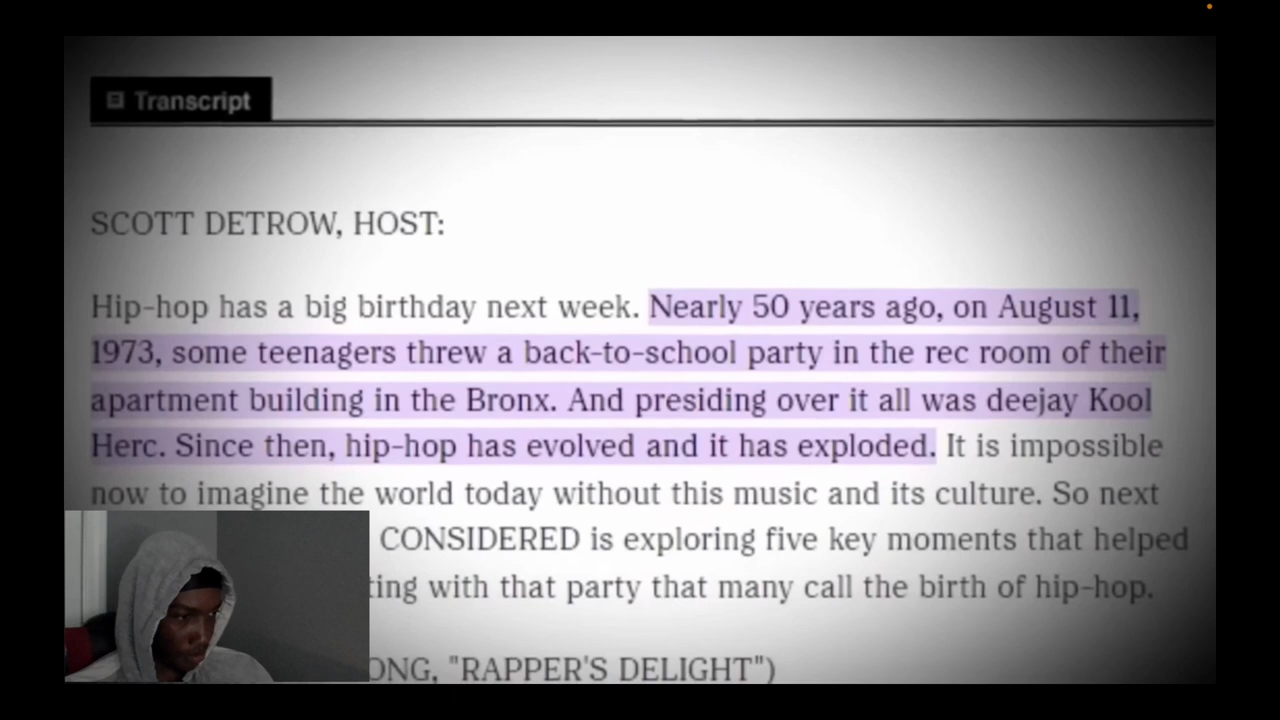 Transcript
SCOTT DETROW, HOST:
Hip-hop has a big birthday next week. Nearly 50 years ago, on August 11,
1973, some teenagers threw a back-to-school party in the rec room of their
apartment building in the Bronx. And presiding over it all was deejay Kool
Herc. Since then, hip-hop has evolved and it has exploded. It is impossible
now to imagine the world today without this music and its culture. So next
CONSIDERED is exploring five key moments that helped
ting with that party that many call the birth of hip-hop.
ONG, "RAPPER'S DELIGHT")